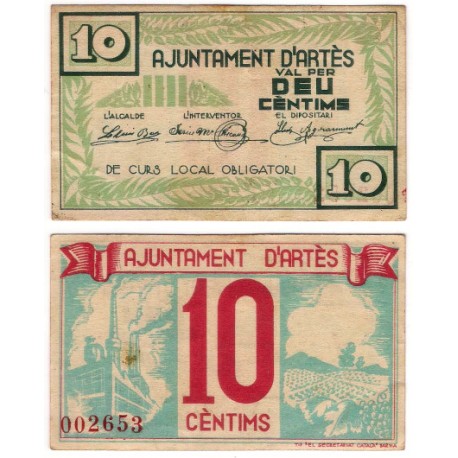 10
AJUNTAMENT D'ARTÈS
VAL PER
DEU
CÈNTIMS
L'ALCALDE L'INTERVENTOR EL DIPOSITARI
DE CURS LOCAL OBLIGATORI
10
AJUNTAMENT D'ARTÈS
10
CÈNTIMS
002653